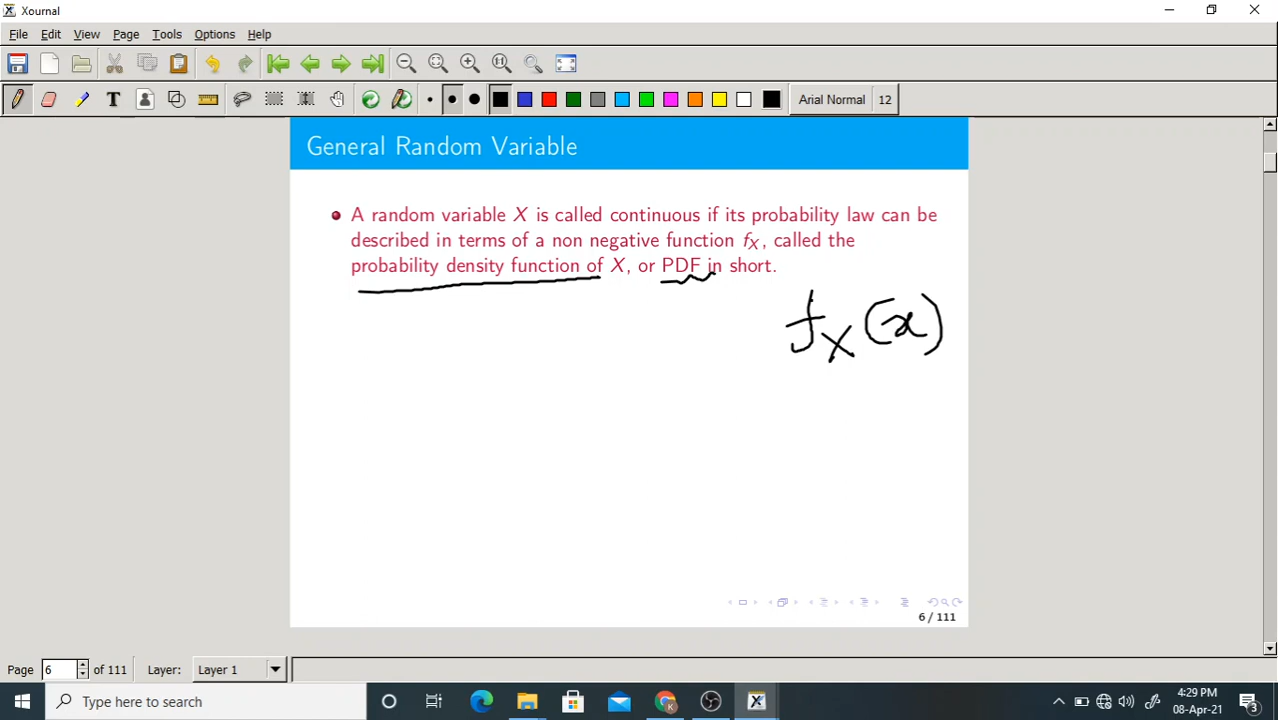 Xournal
File Edit View Page Tools Options Help
Arial Normal 12
General Random Variable
A random variable X is called continuous if its probability law can be
described in terms of a non negative function fX, called the
probability density function of X, or PDF in short.
fX(x)
6 / 111
Page 6 of 111 Layer: Layer 1
Type here to search
4:29 PM
08-Apr-21
3